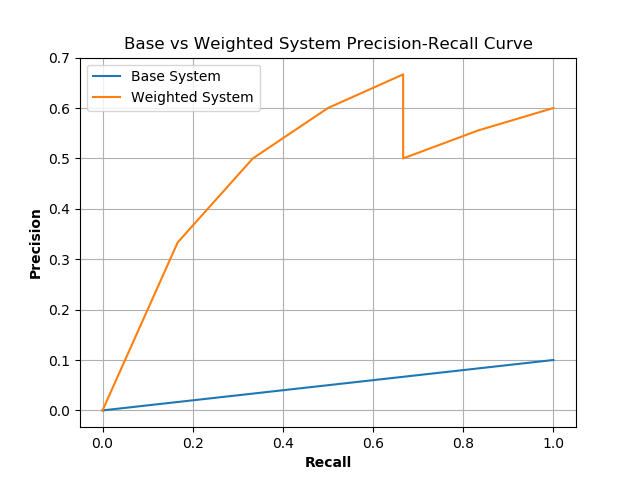 Base vs Weighted System Precision-Recall Curve
Base System
Weighted System
0.7
0.6
0.5
0.4
0.3
0.2
0.1
0.0
Precision
0.0 0.2 0.4 0.6 0.8 1.0
Recall